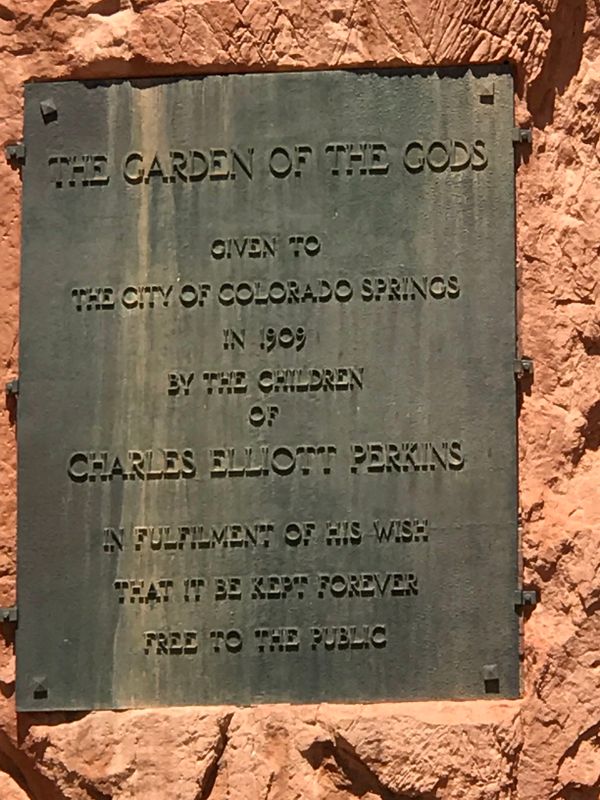 THE GARDEN OF THE GODS
GIVEN TO
THE CITY OF COLORADO SPRINGS
IN 1909
BY THE CHILDREN
OF
CHARLES ELLIOTT PERKINS
IN FULFILMENT OF HIS WISH
THAT IT BE KEPT FOREVER
FREE TO THE PUBLIC